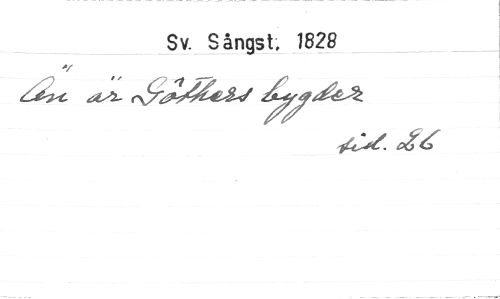 Sv. Sångst; 1828
Än är Göthers bygder
sid. 26